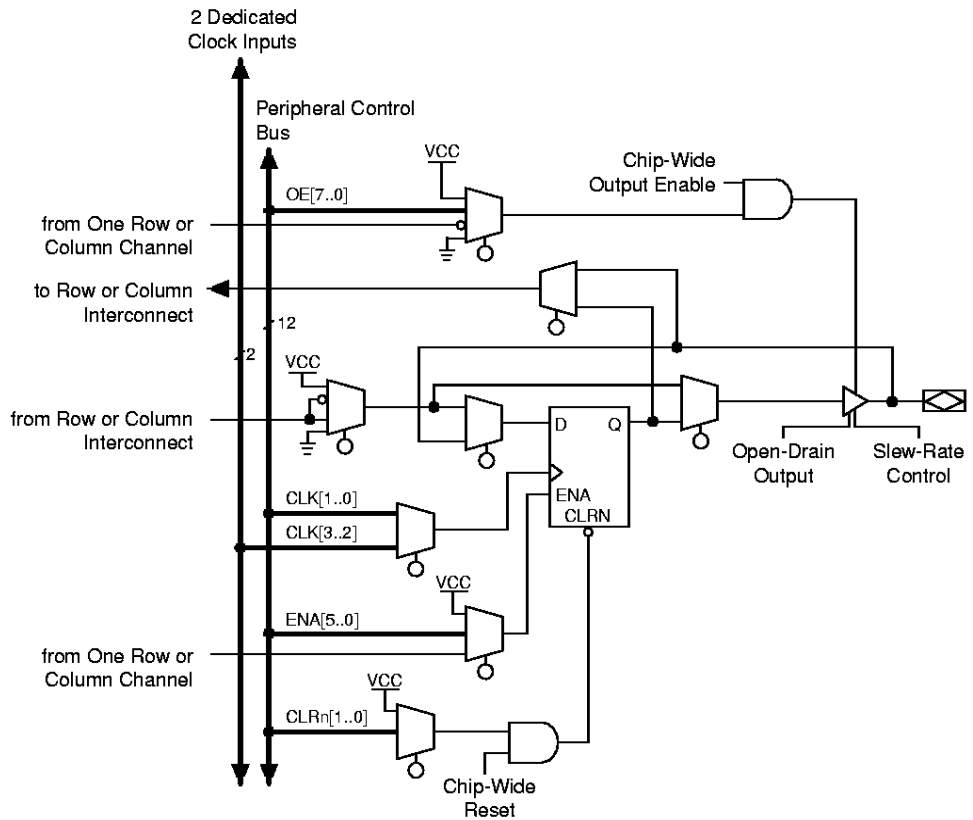 2 Dedicated
Clock Inputs
Peripheral Control
Bus
VCC
Chip-Wide
Output Enable
OE[7..0]
from One Row or
Column Channel
to Row or Column
Interconnect
12
2
VCC
from Row or Column
Interconnect
D
Q
ENA
CLRN
Open-Drain
Output
Slew-Rate
Control
CLK[1..0]
CLK[3..2]
VCC
ENA[5..0]
from One Row or
Column Channel
VCC
CLRn[1..0]
Chip-Wide
Reset